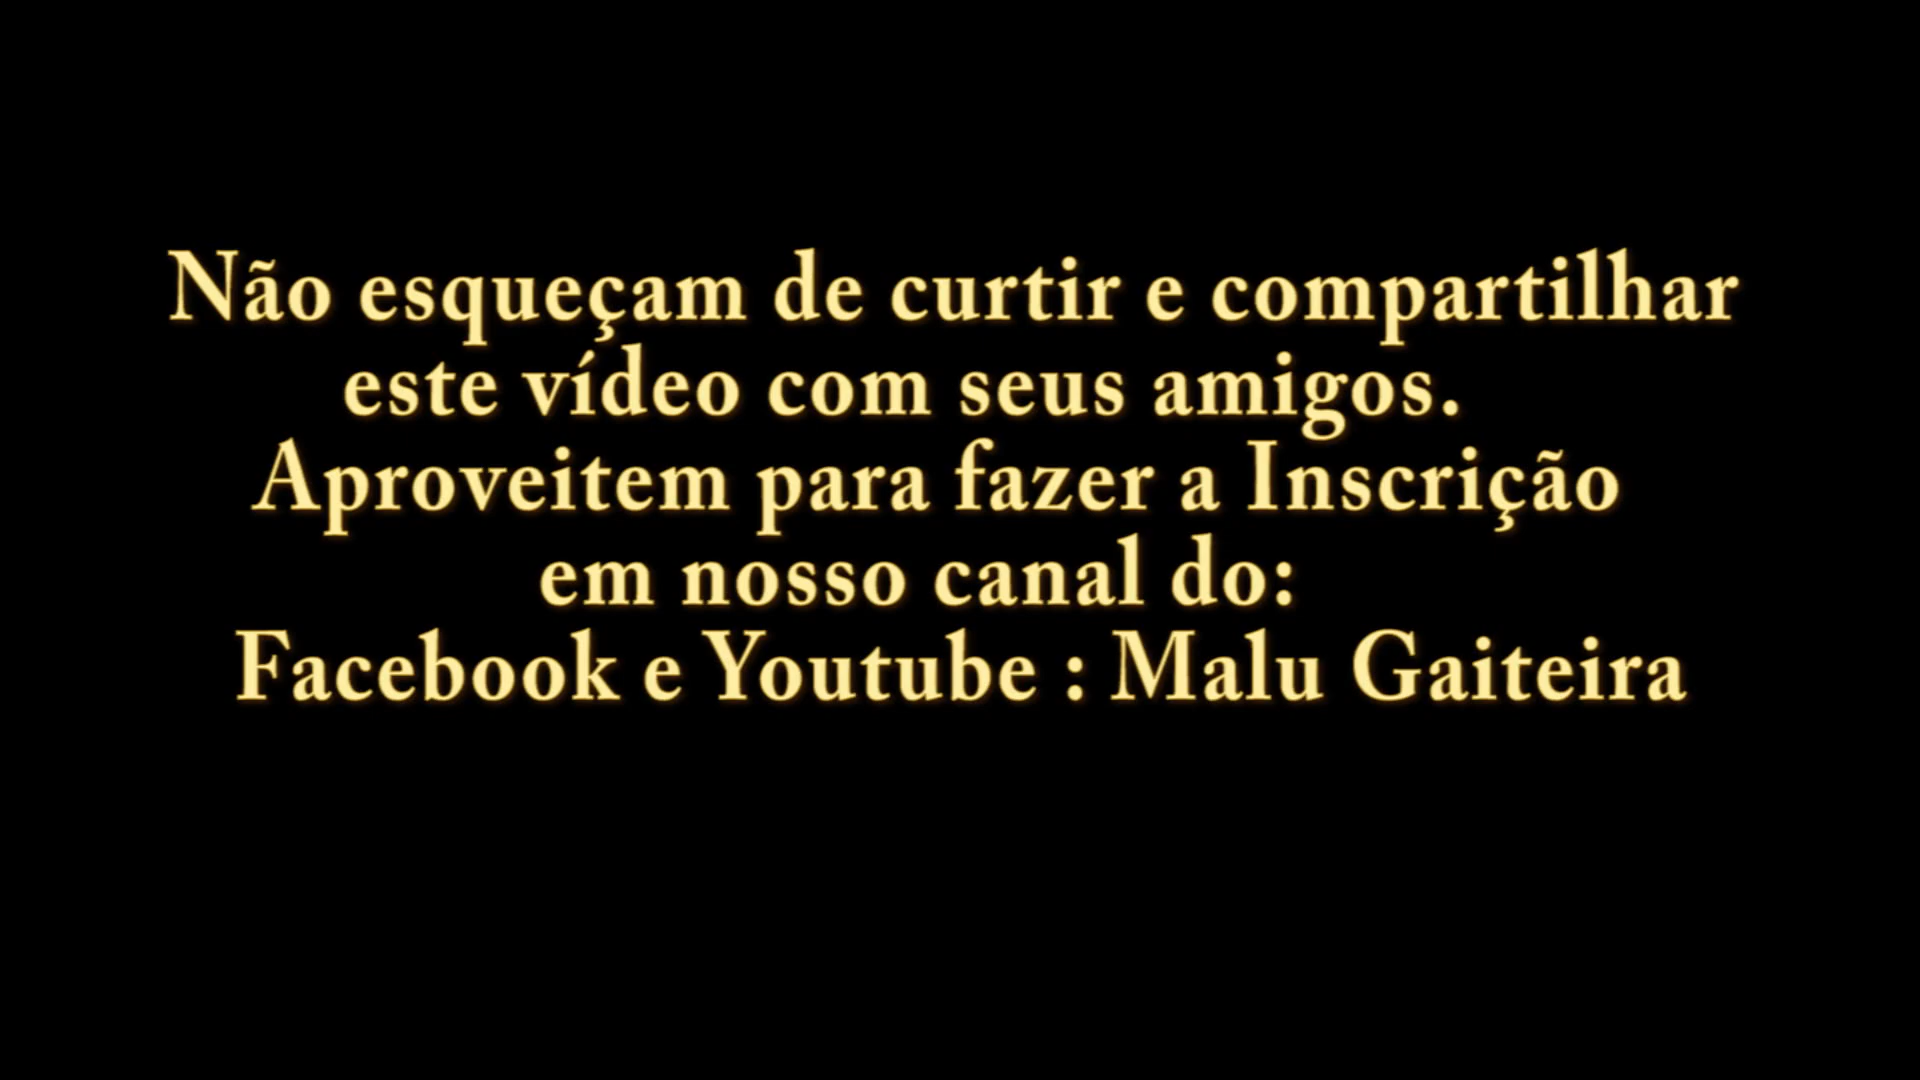 Não esqueçam de curtir e compartilhar
este vídeo com seus amigos.
Aproveitem para fazer a Inscrição
em nosso canal do:
Facebook e Youtube : Malu Gaiteira